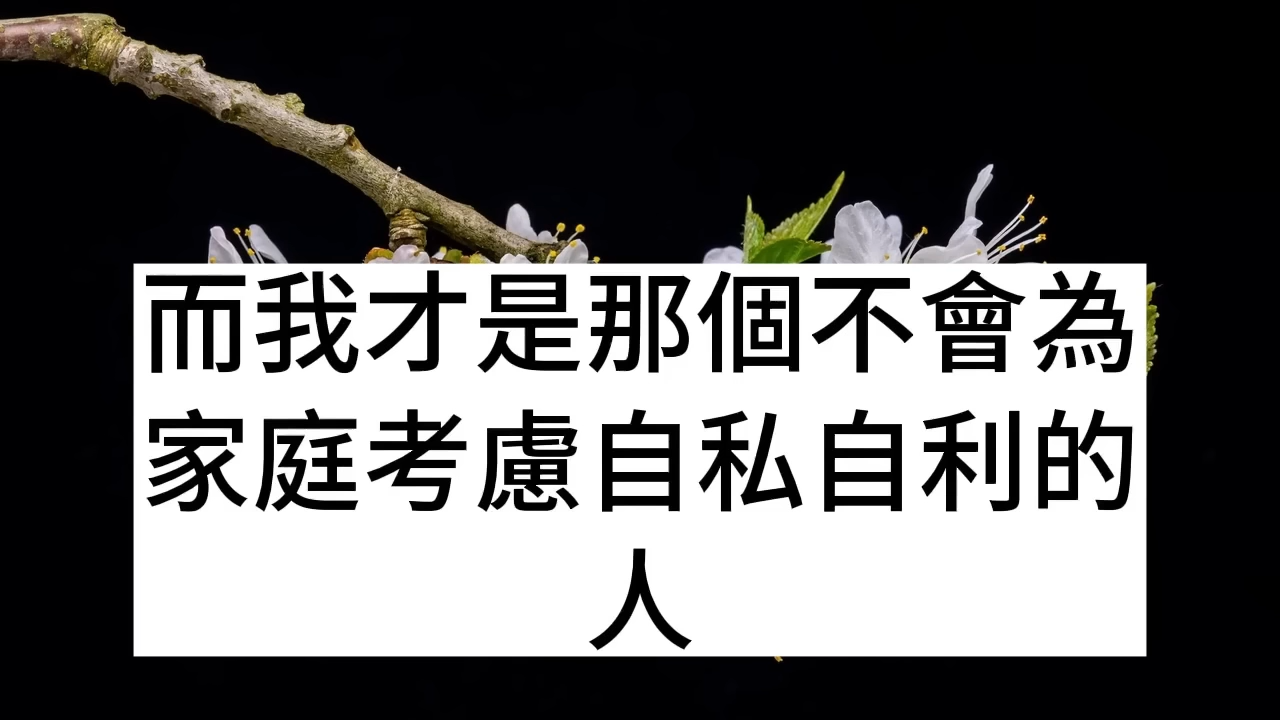 而我才是那個不會為
家庭考慮自私自利的
人